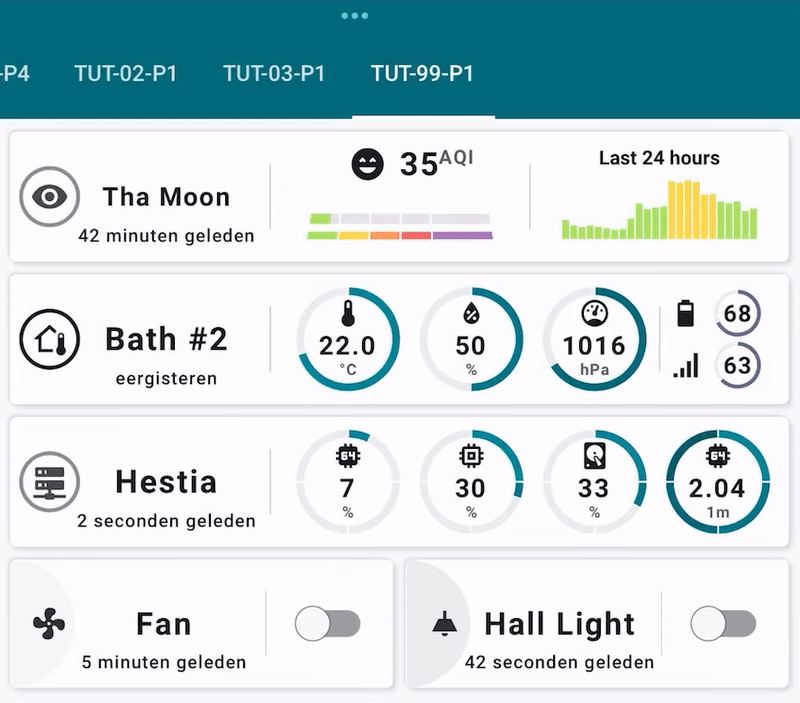 -P4 TUT-02-P1 TUT-03-P1 TUT-99-P1
35 AQI
Last 24 hours
Tha Moon
42 minuten geleden
Bath #2
eergisteren
22.0
°C
50
%
1016
hPa
68
63
Hestia
2 seconden geleden
64
7
%
30
%
33
%
64
2.04
1m
Fan
5 minuten geleden
Hall Light
42 seconden geleden